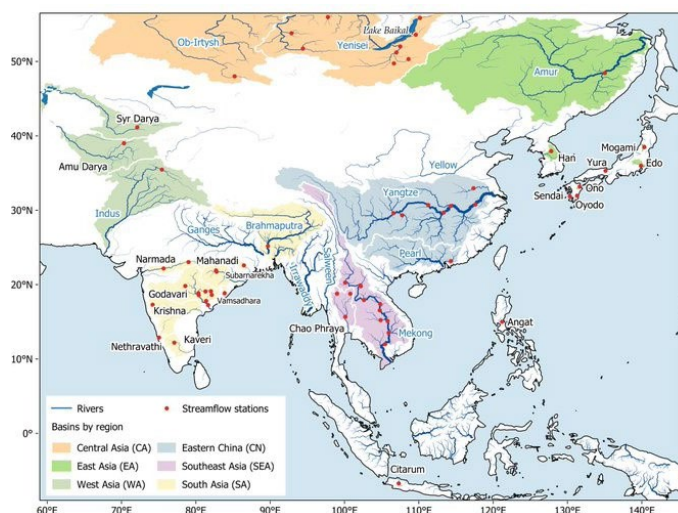 Lake Baikal
Ob-Irtysh
Yenisei
50°N
Amur
Syr Darya
40°N
Mogami
Amu Darya
Han
Yura
Edo
Yellow
Yangtze
Ono
Sendai
Oyodo
30°N
Indus
Ganges
Brahmaputra
Narmada
Mahanadi
Pearl
Salween
Subarnarekha
20°N
Irrawaddy
Godavari
Vamsadhara
Krishna
Chao Phraya
Mekong
Angat
Nethravathi
Kaveri
10°N
Rivers
Streamflow stations
Basins by region
0°
Central Asia (CA)
Eastern China (CN)
East Asia (EA)
Southeast Asia (SEA)
Citarum
West Asia (WA)
South Asia (SA)
60°E
70°E
80°E
90°E
100°E
110°E
120°E
130°E
140°E